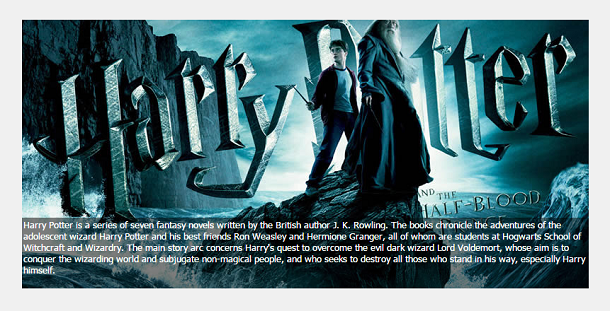 Harry Potter
AND THE
HALF-BLOOD
Harry Potter is a series of seven fantasy novels written by the British author J. K. Rowling. The books chronicle the adventures of the
adolescent wizard Harry Potter and his best friends Ron Weasley and Hermione Granger, all of whom are students at Hogwarts School of
Witchcraft and Wizardry. The main story arc concerns Harry's quest to overcome the evil dark wizard Lord Voldemort, whose aim is to
conquer the wizarding world and subjugate non-magical people, and who seeks to destroy all those who stand in his way, especially Harry
himself.